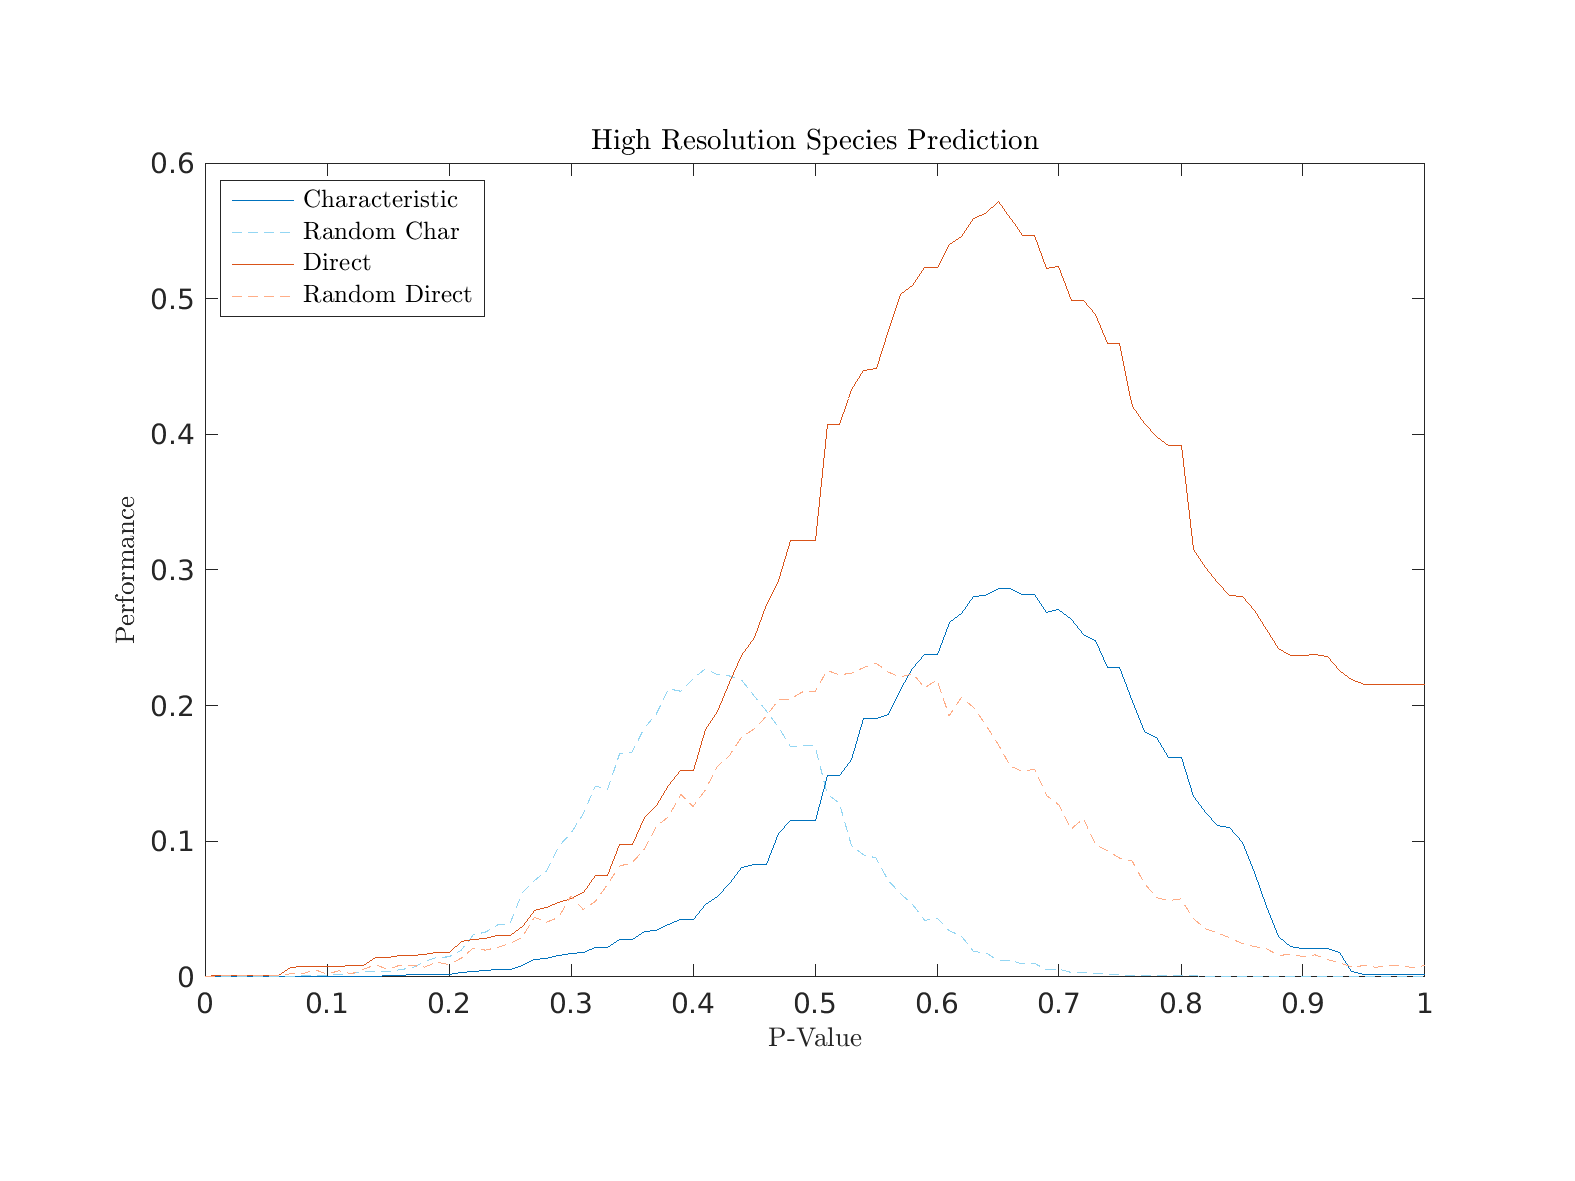 High Resolution Species Prediction
0.6
0.5
0.4
0.3
0.2
0.1
0
Characteristic
Random Char
Direct
Random Direct
Performance
0 0.1 0.2 0.3 0.4 0.5 0.6 0.7 0.8 0.9 1
P-Value